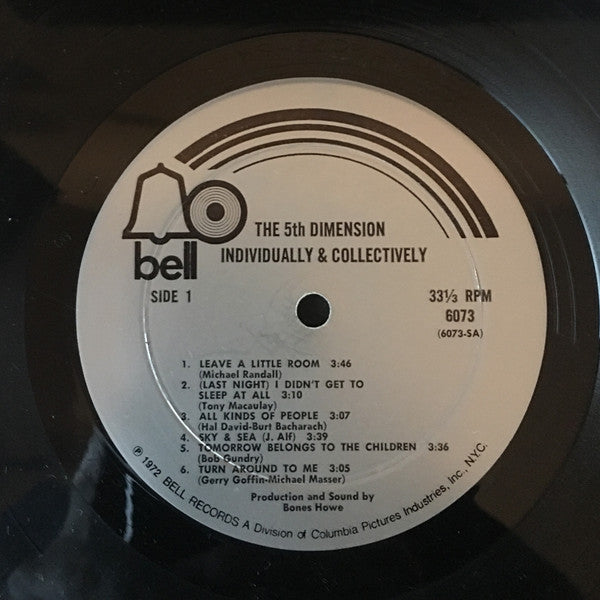 bell
THE 5th DIMENSION
INDIVIDUALLY & COLLECTIVELY
SIDE 1
33⅓ RPM
6073
(6073-SA)
1. LEAVE A LITTLE ROOM 3:46
(Michael Randall)
2. (LAST NIGHT) I DIDN'T GET TO
SLEEP AT ALL 3:10
(Tony Macaulay)
3. ALL KINDS OF PEOPLE 3:07
(Hal David-Burt Bacharach)
4. SKY & SEA (J. Alf) 3:39
5. TOMORROW BELONGS TO THE CHILDREN 3:36
(Bob Gundry)
6. TURN AROUND TO ME 3:05
(Gerry Goffin-Michael Masser)
Production and Sound by
Bones Howe
℗ 1972 BELL RECORDS A Division of Columbia Pictures Industries, Inc., N.Y.C.